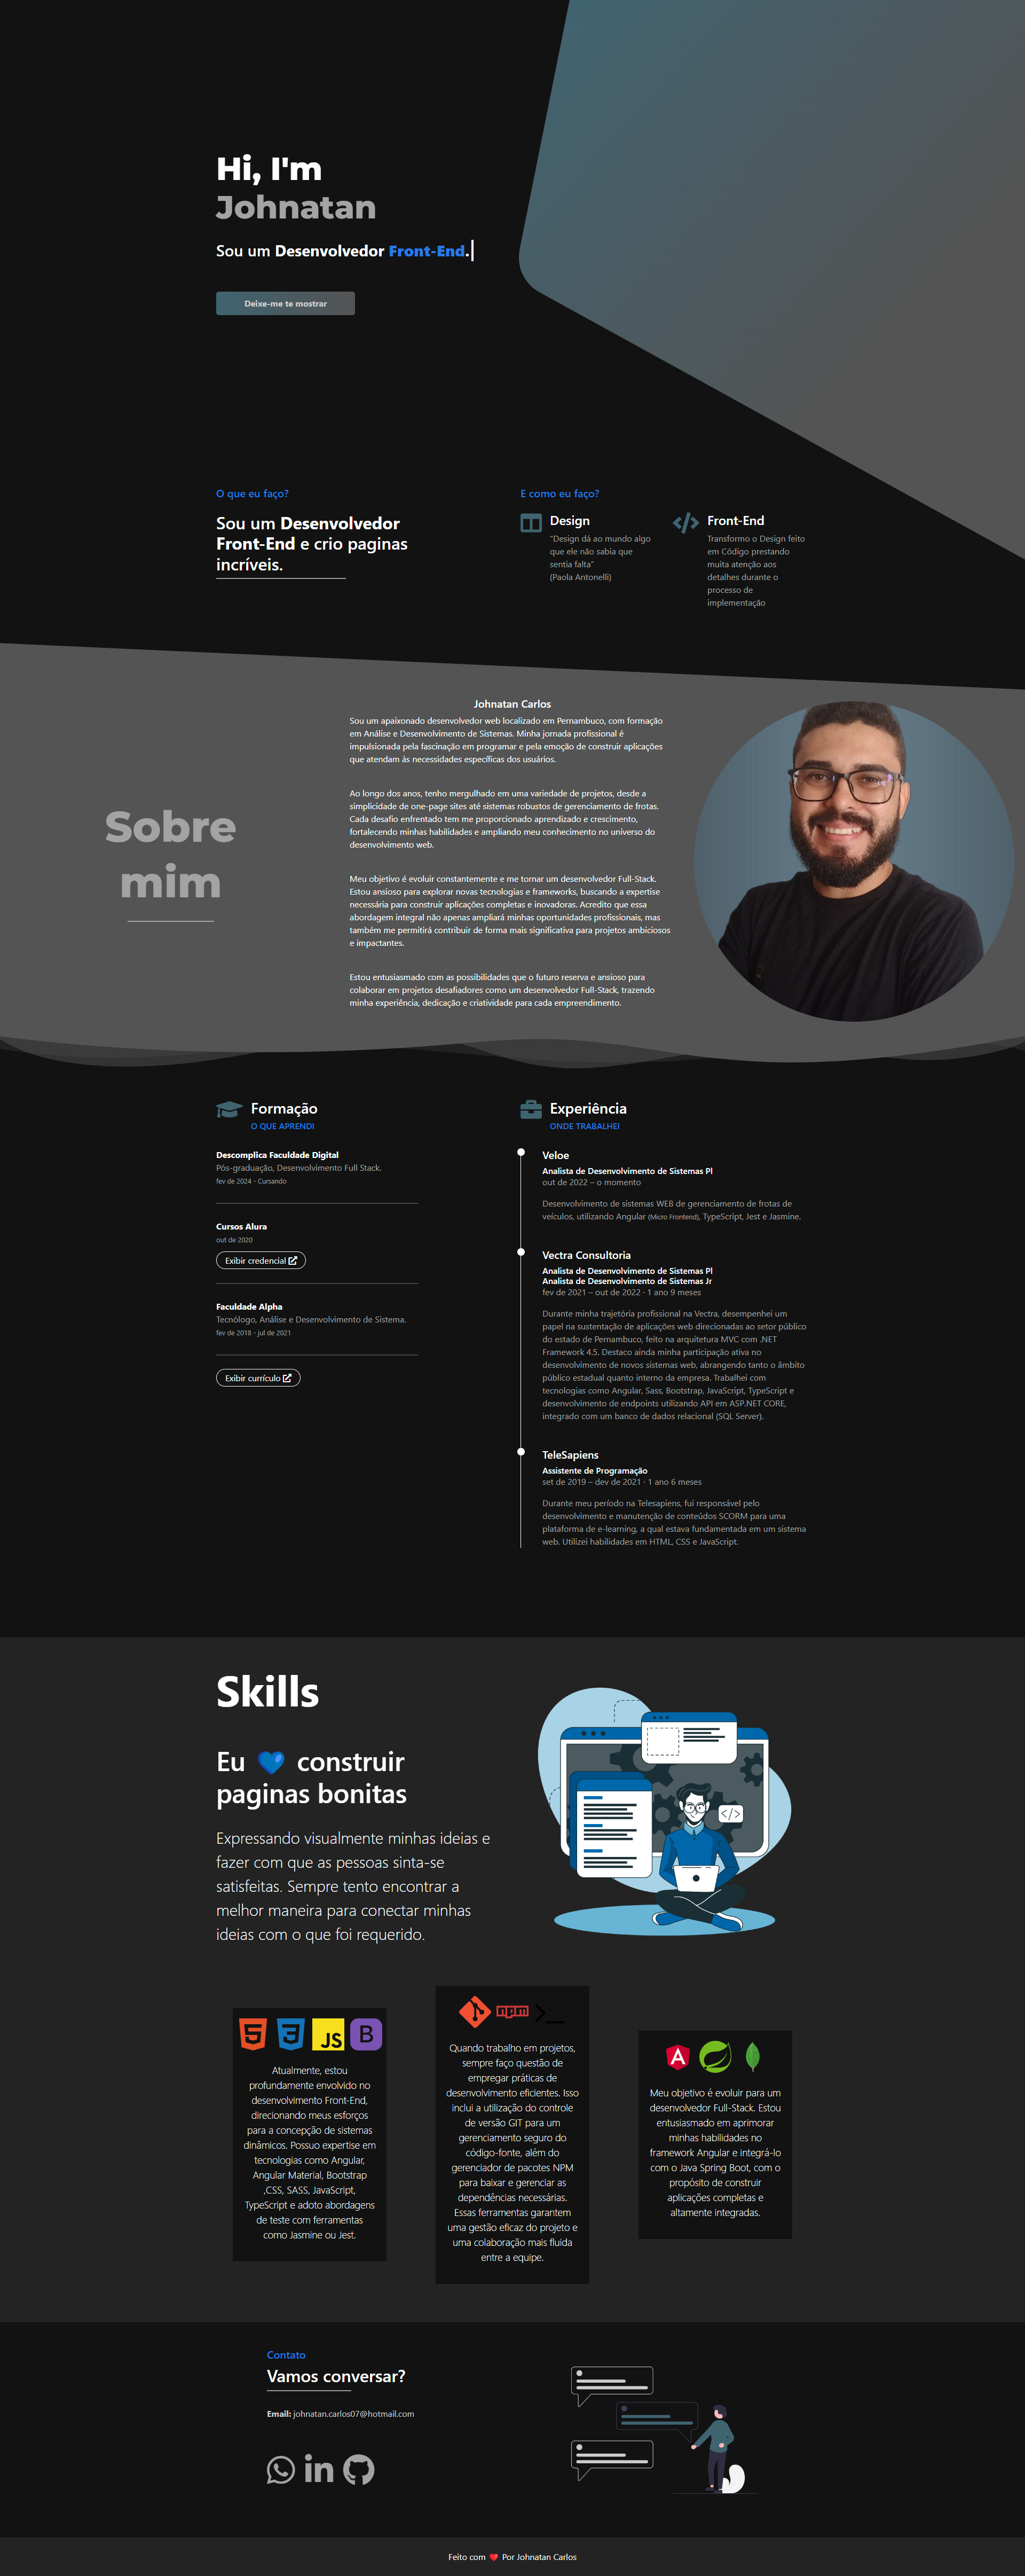 Hi, I'm
Johnatan
Sou um Desenvolvedor Front-End.
Deixe-me te mostrar
O que eu faço?
Sou um Desenvolvedor
Front-End e crio paginas
incríveis.
E como eu faço?
Design
"Design dá ao mundo algo
que ele não sabia que
sentia falta"
(Paola Antonelli)
Front-End
Transformo o Design feito
em Código prestando
muita atenção aos
detalhes durante o
processo de
implementação
Sobre
mim
Johnatan Carlos
Sou um apaixonado desenvolvedor web localizado em Pernambuco, com formação
em Análise e Desenvolvimento de Sistemas. Minha jornada profissional é
impulsionada pela fascinação em programar e pela emoção de construir aplicações
que atendam às necessidades específicas dos usuários.
Ao longo dos anos, tenho mergulhado em uma variedade de projetos, desde a
simplicidade de one-page sites até sistemas robustos de gerenciamento de frotas.
Cada desafio enfrentado tem me proporcionado aprendizado e crescimento,
fortalecendo minhas habilidades e ampliando meu conhecimento no universo do
desenvolvimento web.
Meu objetivo é evoluir constantemente e me tornar um desenvolvedor Full-Stack.
Estou ansioso para explorar novas tecnologias e frameworks, buscando a expertise
necessária para construir aplicações completas e inovadoras. Acredito que essa
abordagem integral não apenas ampliará minhas oportunidades profissionais, mas
também me permitirá contribuir de forma mais significativa para projetos ambiciosos
e impactantes.
Estou entusiasmado com as possibilidades que o futuro reserva e ansioso para
colaborar em projetos desafiadores como um desenvolvedor Full-Stack, trazendo
minha experiência, dedicação e criatividade para cada empreendimento.
Formação
O QUE APRENDI
Descomplica Faculdade Digital
Pós-graduação, Desenvolvimento Full Stack.
fev de 2024 - Cursando
Cursos Alura
out de 2020
Exibir credencial
Faculdade Alpha
Tecnólogo, Análise e Desenvolvimento de Sistema.
fev de 2018 - jul de 2021
Exibir currículo
Experiência
ONDE TRABALHEI
Veloe
Analista de Desenvolvimento de Sistemas Pl
out de 2022 – o momento
Desenvolvimento de sistemas WEB de gerenciamento de frotas de
veículos, utilizando Angular (Micro Frontend), TypeScript, Jest e Jasmine.
Vectra Consultoria
Analista de Desenvolvimento de Sistemas Pl
Analista de Desenvolvimento de Sistemas Jr
fev de 2021 – out de 2022 · 1 ano 9 meses
Durante minha trajetória profissional na Vectra, desempenhei um
papel na sustentação de aplicações web direcionadas ao setor público
do estado de Pernambuco, feito na arquitetura MVC com .NET
Framework 4.5. Destaco ainda minha participação ativa no
desenvolvimento de novos sistemas web, abrangendo tanto o âmbito
público estadual quanto interno da empresa. Trabalhei com
tecnologias como Angular, Sass, Bootstrap, JavaScript, TypeScript e
desenvolvimento de endpoints utilizando API em ASP.NET CORE,
integrado com um banco de dados relacional (SQL Server).
TeleSapiens
Assistente de Programação
set de 2019 – dev de 2021 · 1 ano 6 meses
Durante meu período na Telesapiens, fui responsável pelo
desenvolvimento e manutenção de conteúdos SCORM para uma
plataforma de e-learning, a qual estava fundamentada em um sistema
web. Utilizei habilidades em HTML, CSS e JavaScript.
Skills
Eu 💙 construir
paginas bonitas
Expressando visualmente minhas ideias e
fazer com que as pessoas sinta-se
satisfeitas. Sempre tento encontrar a
melhor maneira para conectar minhas
ideias com o que foi requerido.
</>
5 3 JS B
Atualmente, estou
profundamente envolvido no
desenvolvimento Front-End,
direcionando meus esforços
para a concepção de sistemas
dinâmicos. Possuo expertise em
tecnologias como Angular,
Angular Material, Bootstrap
,CSS, SASS, JavaScript,
TypeScript e adoto abordagens
de teste com ferramentas
como Jasmine ou Jest.
npm >_
Quando trabalho em projetos,
sempre faço questão de
empregar práticas de
desenvolvimento eficientes. Isso
inclui a utilização do controle
de versão GIT para um
gerenciamento seguro do
código-fonte, além do
gerenciador de pacotes NPM
para baixar e gerenciar as
dependências necessárias.
Essas ferramentas garantem
uma gestão eficaz do projeto e
uma colaboração mais fluida
entre a equipe.
A
Meu objetivo é evoluir para um
desenvolvedor Full-Stack. Estou
entusiasmado em aprimorar
minhas habilidades no
framework Angular e integrá-lo
com o Java Spring Boot, com o
propósito de construir
aplicações completas e
altamente integradas.
Contato
Vamos conversar?
Email: johnatan.carlos07@hotmail.com
in
Feito com ❤️ Por Johnatan Carlos